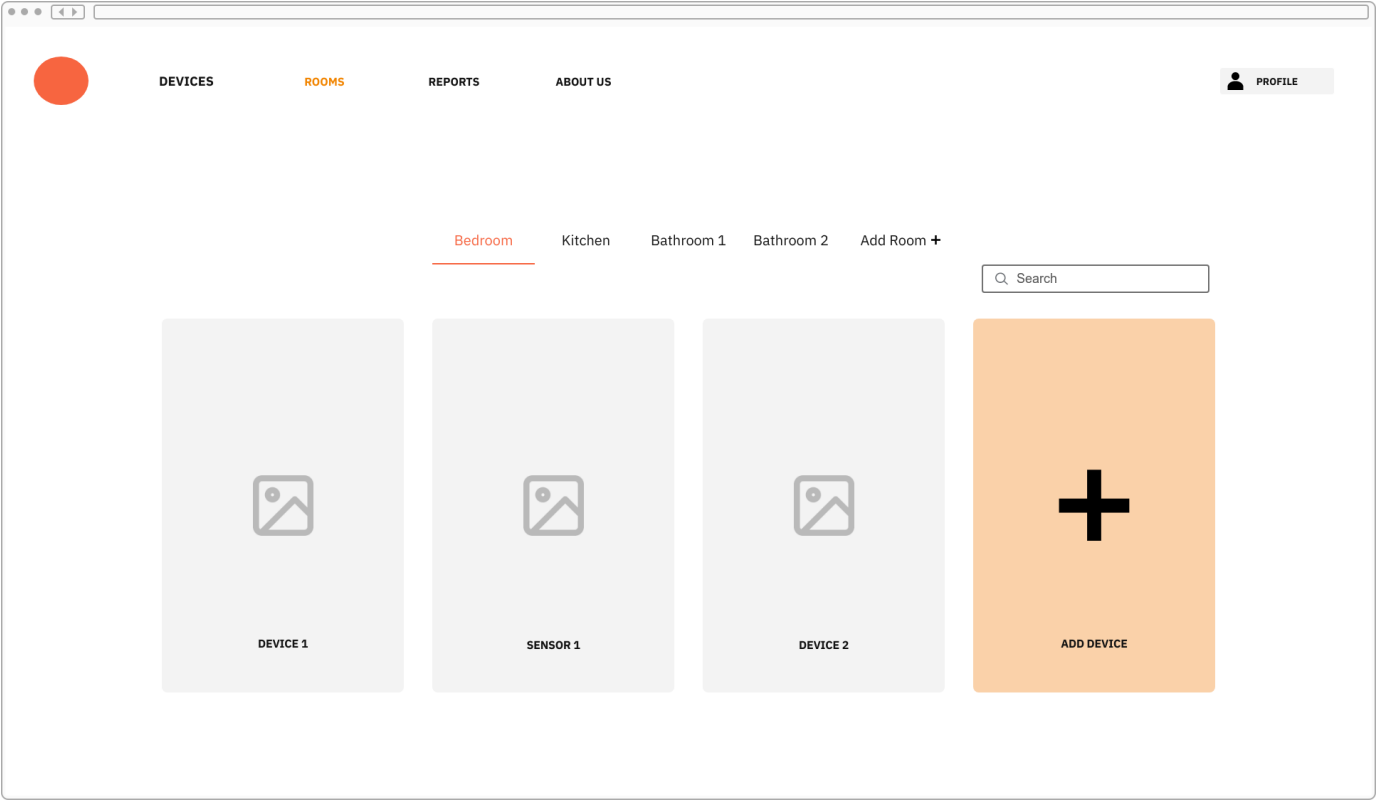 DEVICES ROOMS REPORTS ABOUT US PROFILE
Bedroom Kitchen Bathroom 1 Bathroom 2 Add Room +
Search
DEVICE 1 SENSOR 1 DEVICE 2 ADD DEVICE